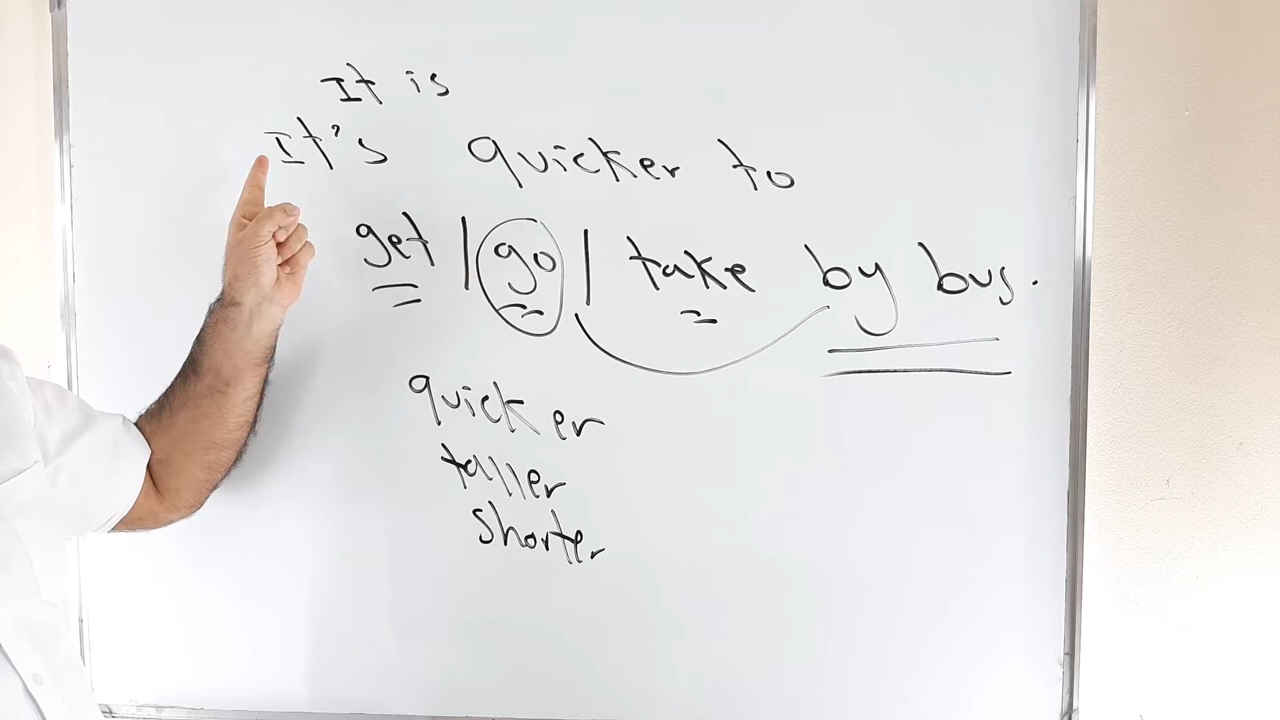 It is
It's quicker to
get | go | take by bus.
quicker
taller
shorter